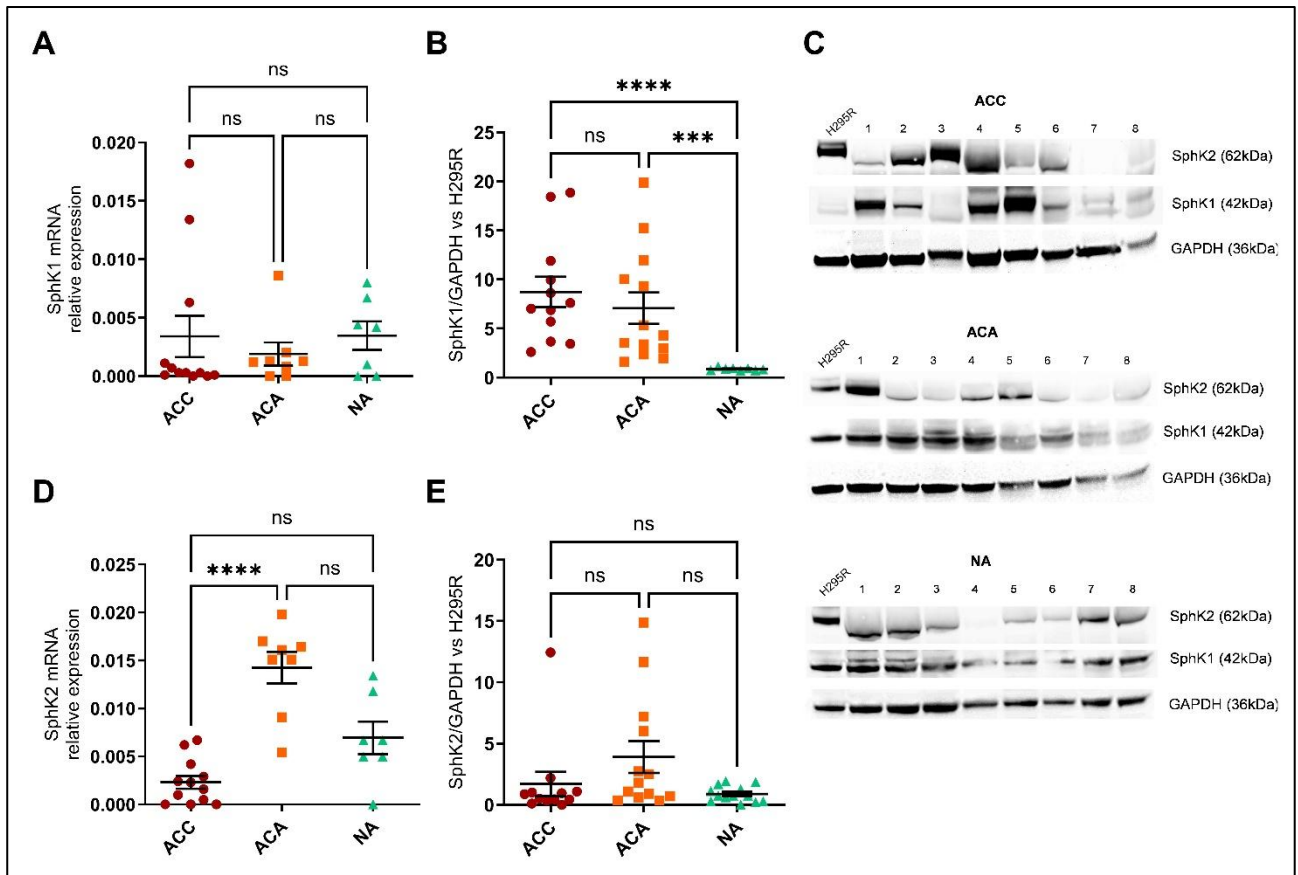 A
ns
ns
ns
SphK1 mRNA
relative expression
0.020
0.015
0.010
0.005
0.000
ACC
ACA
NA
B
****
ns
***
SphK1/GAPDH vs H295R
25
20
15
10
5
0
ACC
ACA
NA
C
ACC
H295R 1 2 3 4 5 6 7 8
SphK2 (62kDa)
SphK1 (42kDa)
GAPDH (36kDa)
ACA
H295R 1 2 3 4 5 6 7 8
SphK2 (62kDa)
SphK1 (42kDa)
GAPDH (36kDa)
NA
H295R 1 2 3 4 5 6 7 8
SphK2 (62kDa)
SphK1 (42kDa)
GAPDH (36kDa)
D
ns
****
ns
SphK2 mRNA
relative expression
0.025
0.020
0.015
0.010
0.005
0.000
ACC
ACA
NA
E
ns
ns
ns
SphK2/GAPDH vs H295R
20
15
10
5
0
ACC
ACA
NA